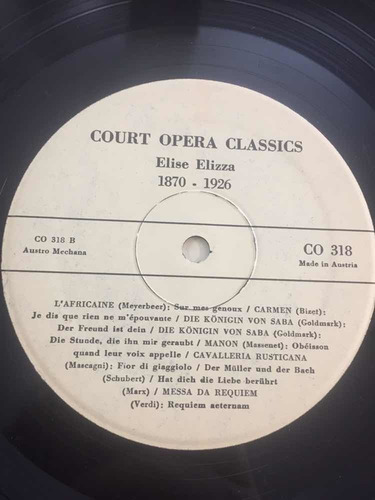 COURT OPERA CLASSICS
Elise Elizza
1870 - 1926
CO 318 B
Austro Mechana
CO 318
Made in Austria
L'AFRICAINE (Meyerbeer): Sur mes genoux / CARMEN (Bizet):
Je dis que rien ne m'épouvante / DIE KÖNIGIN VON SABA (Goldmark):
Der Freund ist dein / DIE KÖNIGIN VON SABA (Goldmark):
Die Stunde, die ihn mir geraubt / MANON (Massenet): Obéissons
quand leur voix appelle / CAVALLERIA RUSTICANA
(Mascagni): Fior di giaggiolo / Der Müller und der Bach
(Schubert) / Hat dich die Liebe berührt
(Marx) / MESSA DA REQUIEM
(Verdi): Requiem aeternam